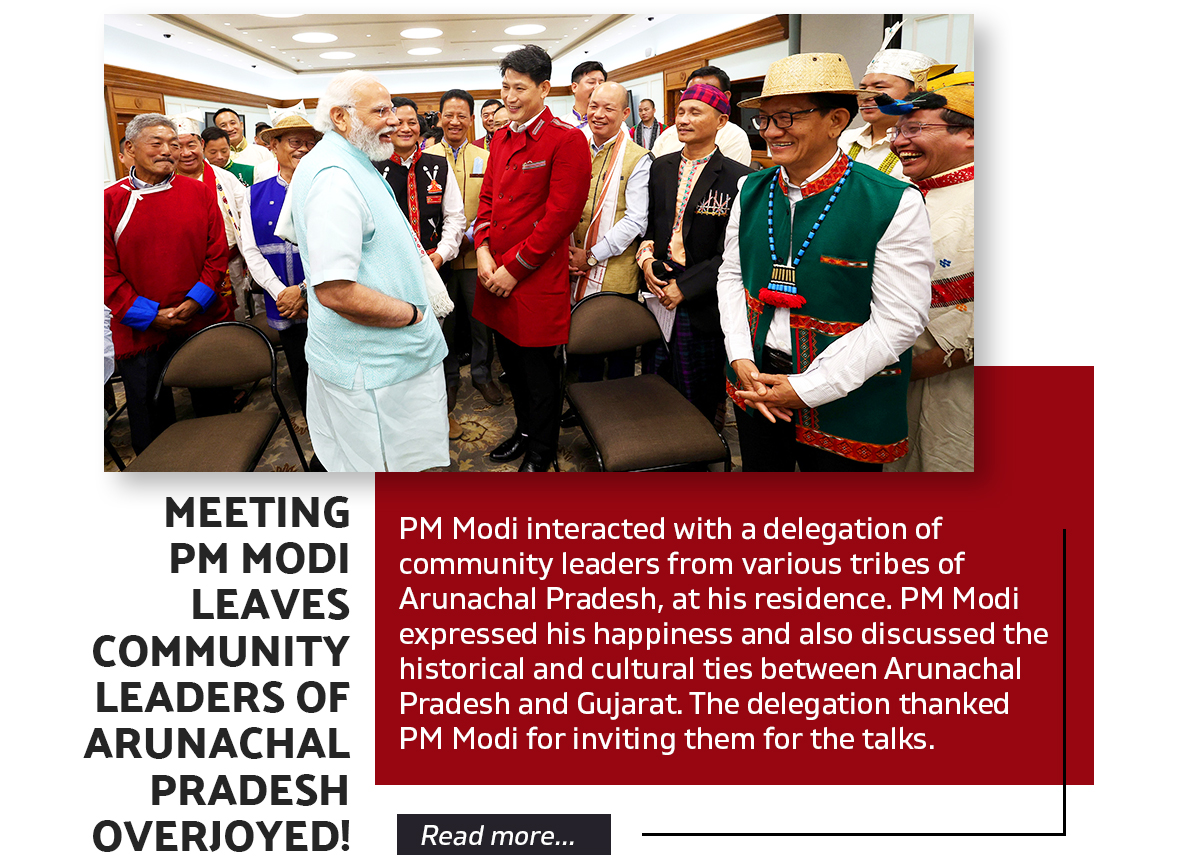 MEETING
PM MODI
LEAVES
COMMUNITY
LEADERS OF
ARUNACHAL
PRADESH
OVERJOYED!
PM Modi interacted with a delegation of
community leaders from various tribes of
Arunachal Pradesh, at his residence. PM Modi
expressed his happiness and also discussed the
historical and cultural ties between Arunachal
Pradesh and Gujarat. The delegation thanked
PM Modi for inviting them for the talks.
Read more...